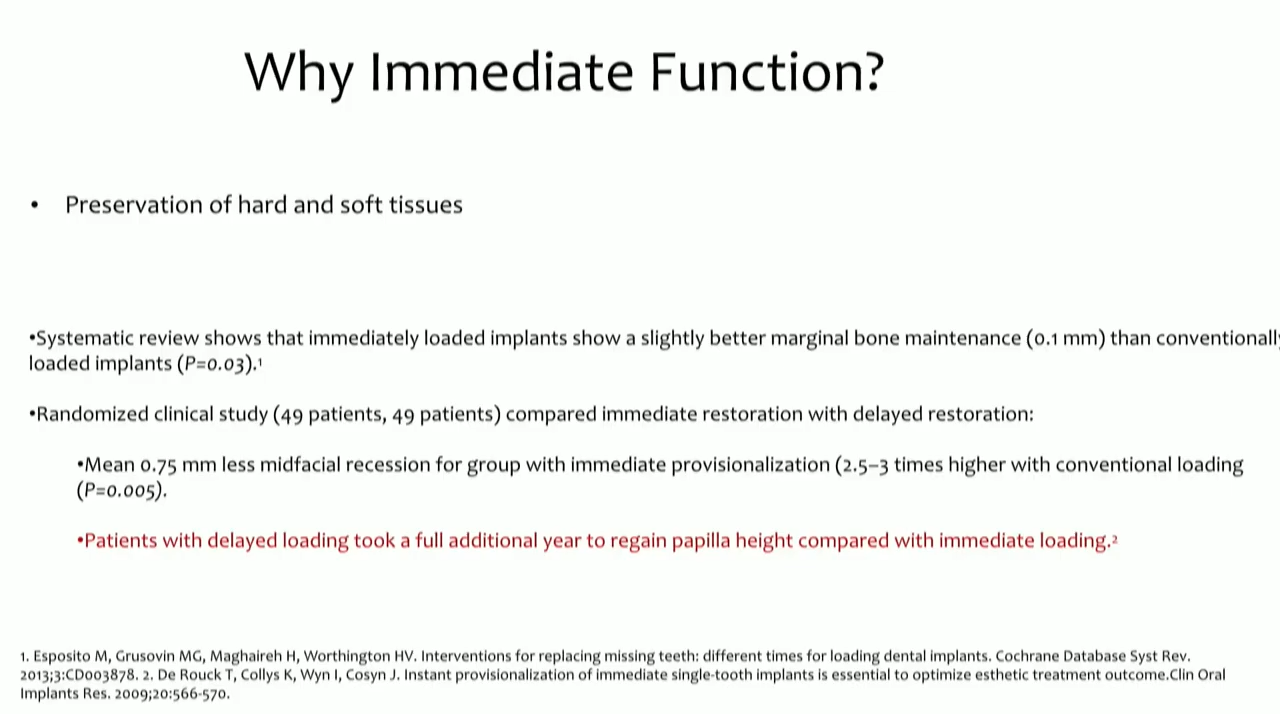 Why Immediate Function?
• Preservation of hard and soft tissues
•Systematic review shows that immediately loaded implants show a slightly better marginal bone maintenance (0.1 mm) than conventionally
loaded implants (P=0.03).¹
•Randomized clinical study (49 patients, 49 patients) compared immediate restoration with delayed restoration:
•Mean 0.75 mm less midfacial recession for group with immediate provisionalization (2.5–3 times higher with conventional loading
(P=0.005).
•Patients with delayed loading took a full additional year to regain papilla height compared with immediate loading.²
1. Esposito M, Grusovin MG, Maghaireh H, Worthington HV. Interventions for replacing missing teeth: different times for loading dental implants. Cochrane Database Syst Rev.
2013;3:CD003878. 2. De Rouck T, Collys K, Wyn I, Cosyn J. Instant provisionalization of immediate single-tooth implants is essential to optimize esthetic treatment outcome.Clin Oral
Implants Res. 2009;20:566-570.